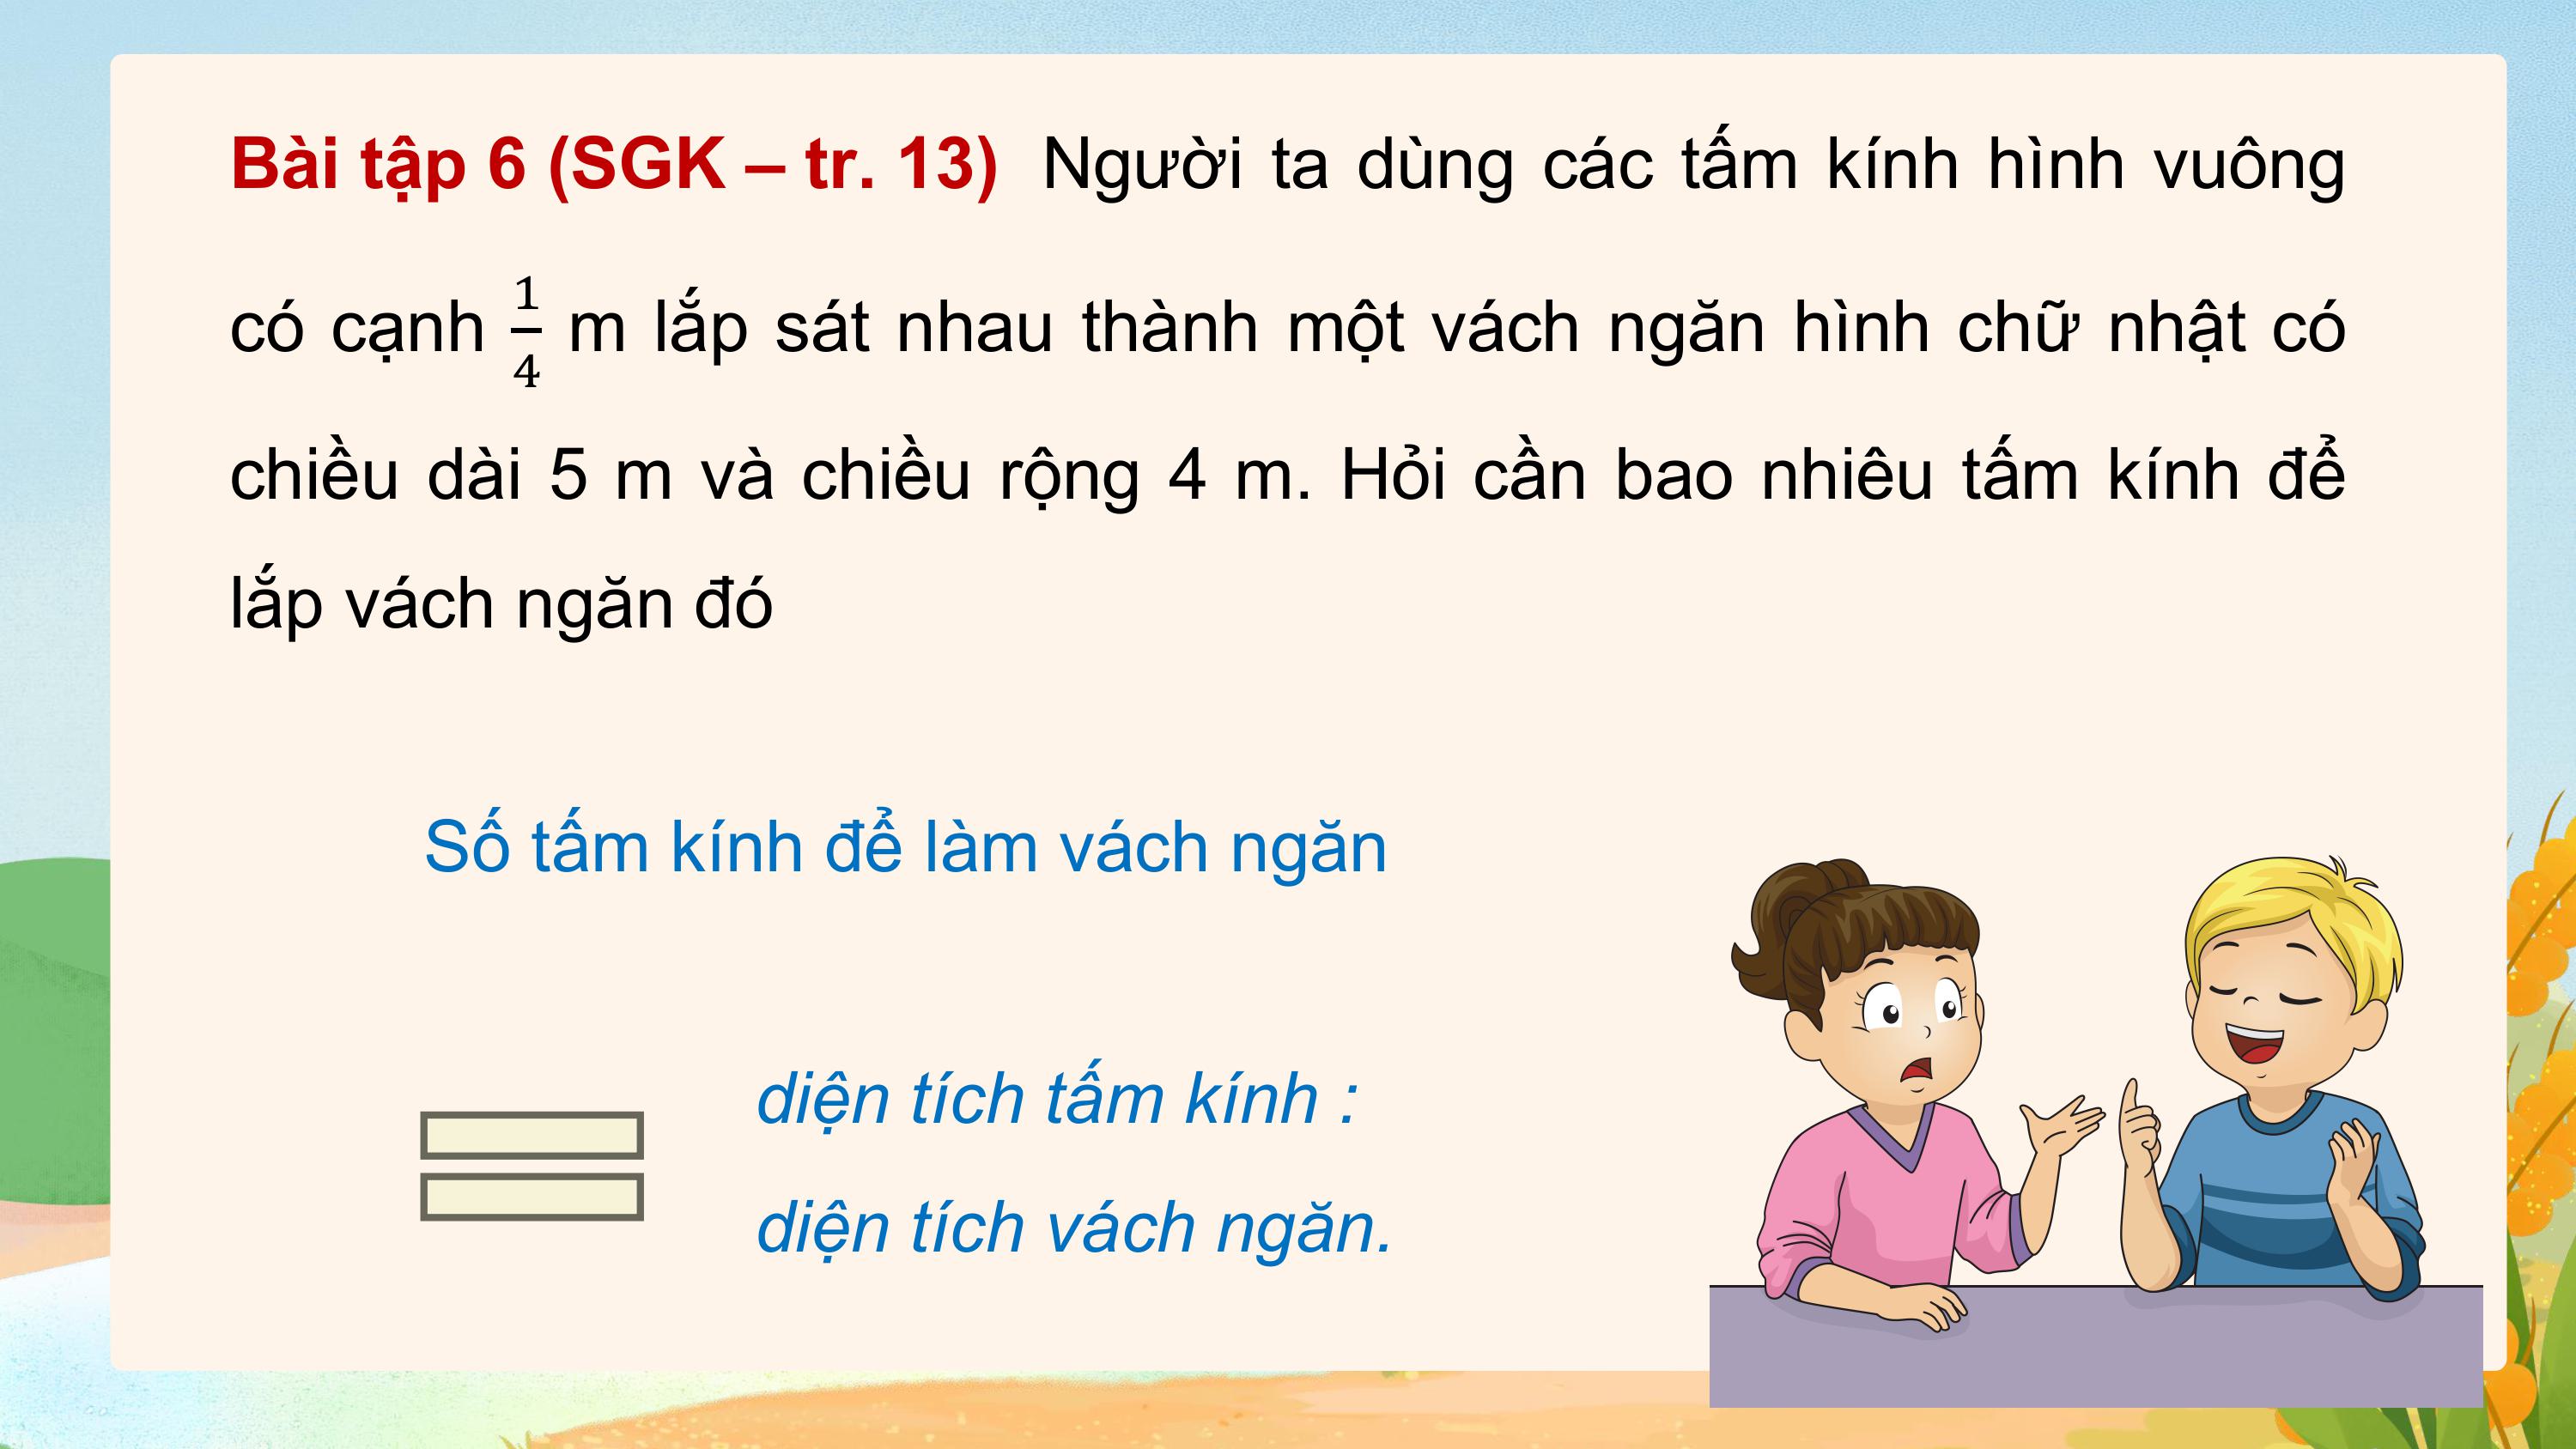 Bài tập 6 (SGK – tr. 13) Người ta dùng các tấm kính hình vuông
có cạnh 1/4 m lắp sát nhau thành một vách ngăn hình chữ nhật có
chiều dài 5 m và chiều rộng 4 m. Hỏi cần bao nhiêu tấm kính để
lắp vách ngăn đó
Số tấm kính để làm vách ngăn
diện tích tấm kính :
diện tích vách ngăn.